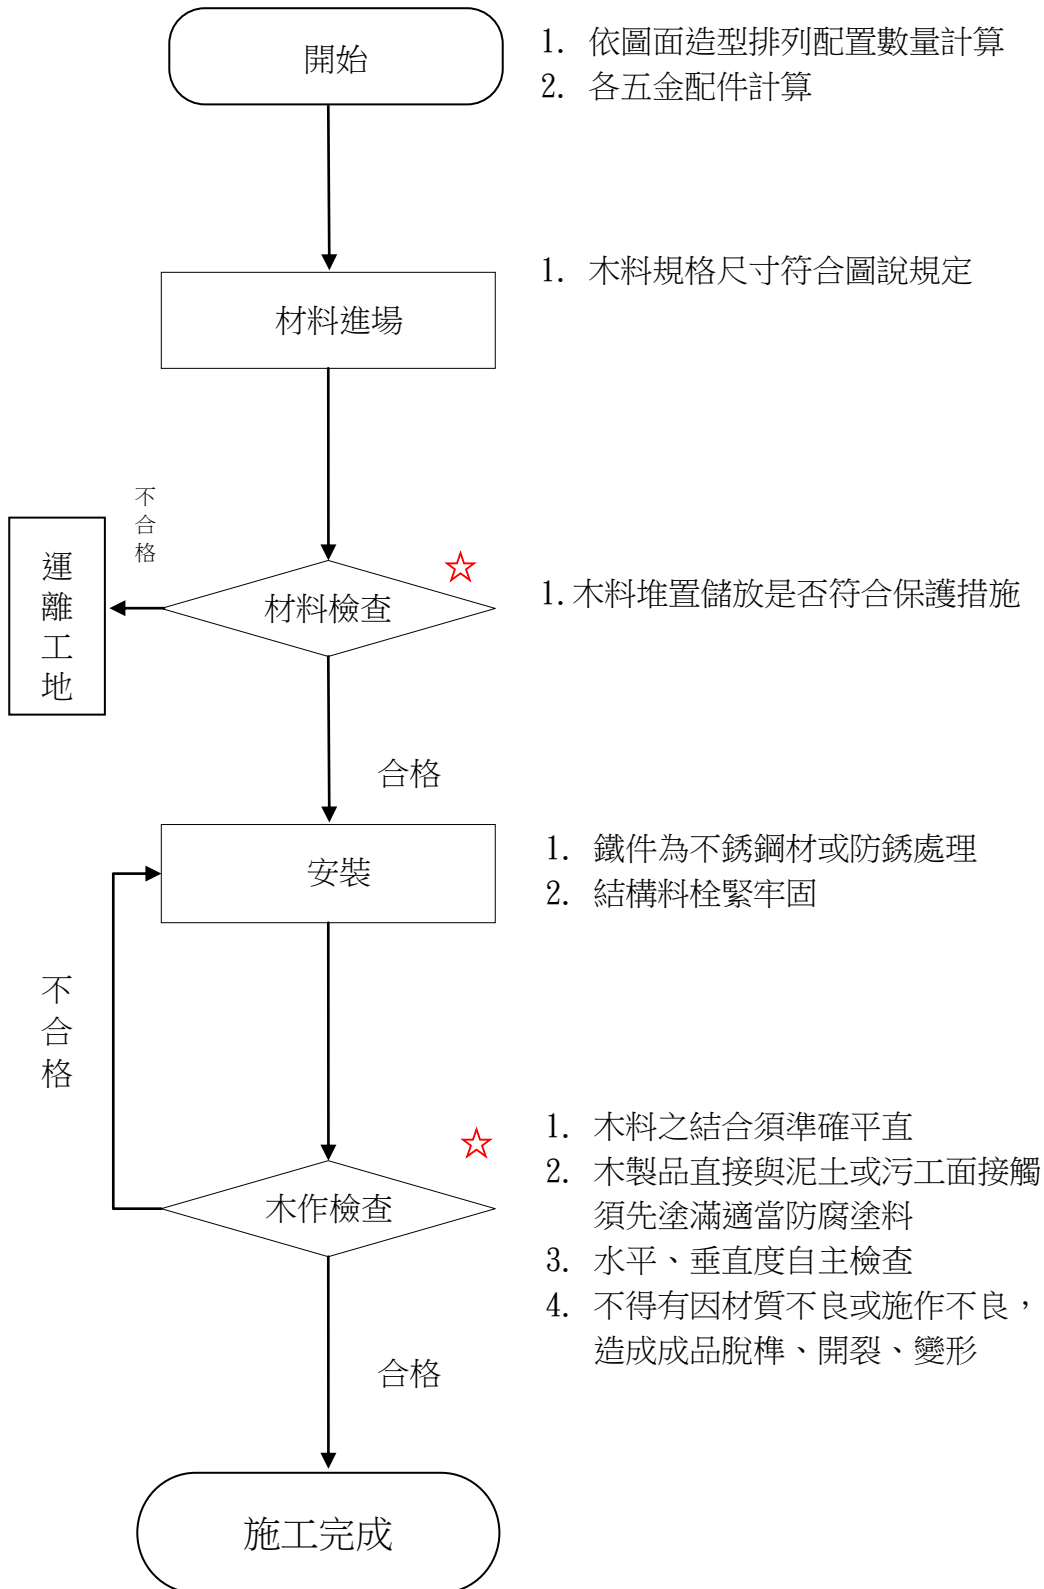 開始
1. 依圖面造型排列配置數量計算
2. 各五金配件計算
材料進場
1. 木料規格尺寸符合圖說規定
不合格
運離工地
材料檢查
1.木料堆置儲放是否符合保護措施
合格
安裝
1. 鐵件為不銹鋼材或防銹處理
2. 結構料栓緊牢固
不合格
木作檢查
1. 木料之結合須準確平直
2. 木製品直接與泥土或污工面接觸
須先塗滿適當防腐塗料
3. 水平、垂直度自主檢查
4. 不得有因材質不良或施作不良，
造成成品脫榫、開裂、變形
合格
施工完成